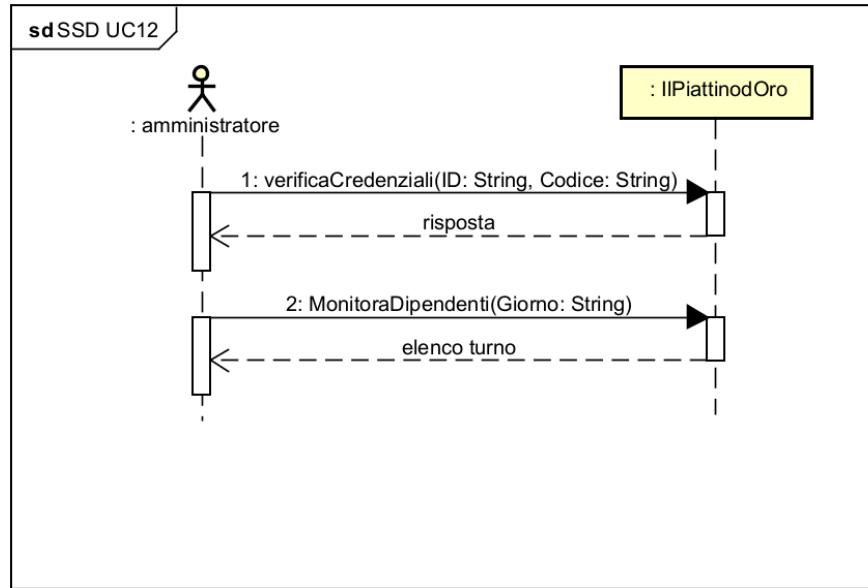 sd SSD UC12
: amministratore
: IlPiattinodOro
1: verificaCredenziali(ID: String, Codice: String)
risposta
2: MonitoraDipendenti(Giorno: String)
elenco turno